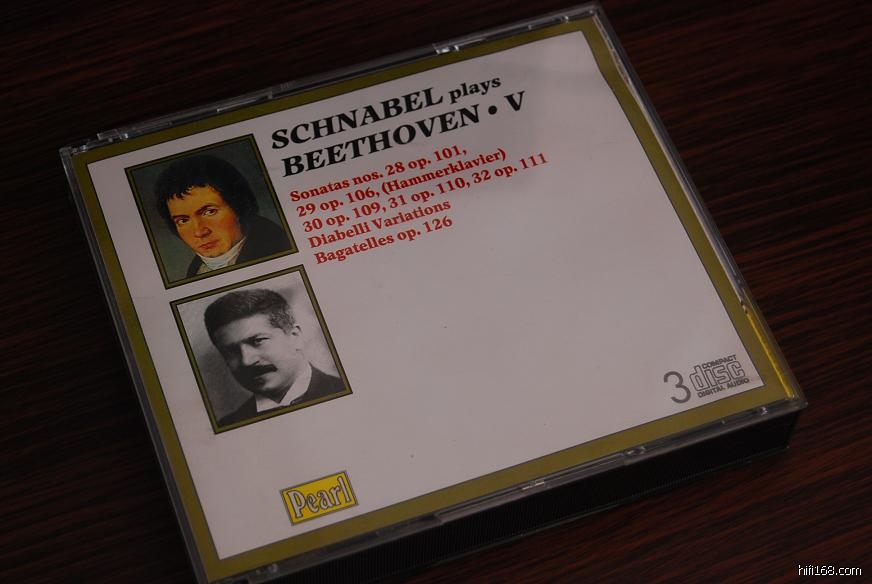 SCHNABEL plays
BEETHOVEN • V
Sonatas nos. 28 op. 101,
29 op. 106, (Hammerklavier)
30 op. 109, 31 op. 110, 32 op. 111
Diabelli Variations
Bagatelles op. 126
3
COMPACT
disc
DIGITAL AUDIO
Pearl
hifi168.com